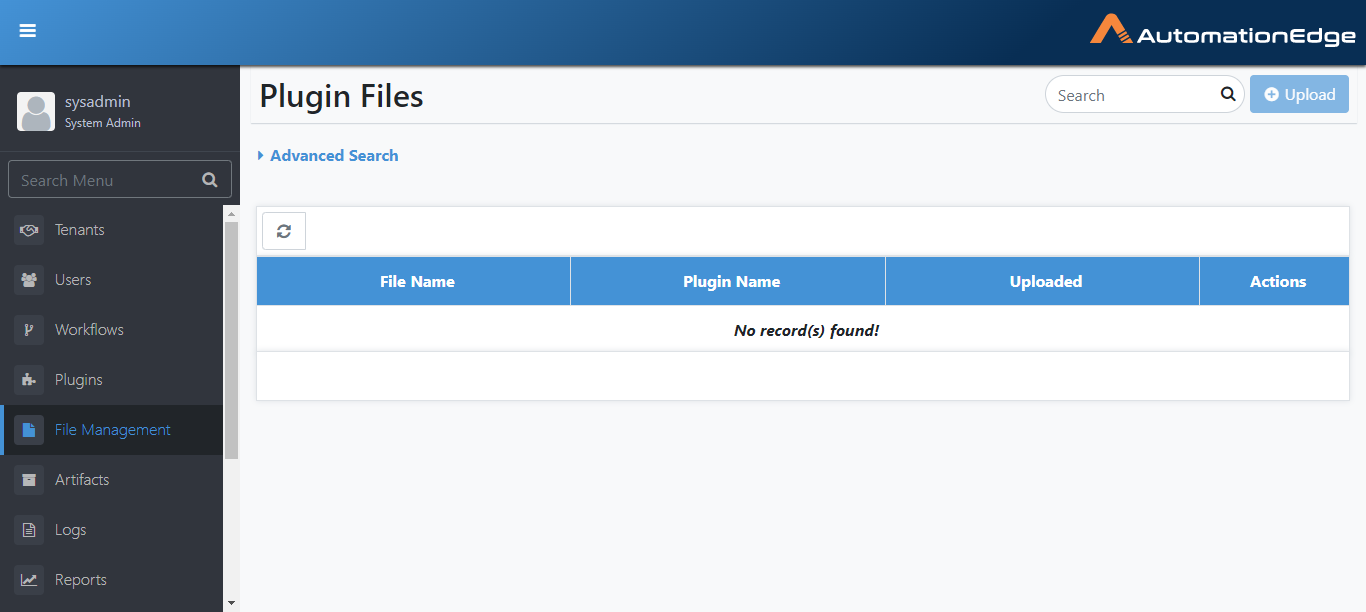 AutomationEdge
sysadmin
System Admin
Search Menu
Tenants
Users
Workflows
Plugins
File Management
Artifacts
Logs
Reports
Plugin Files
Search
Upload
Advanced Search
File Name Plugin Name Uploaded Actions
No record(s) found!